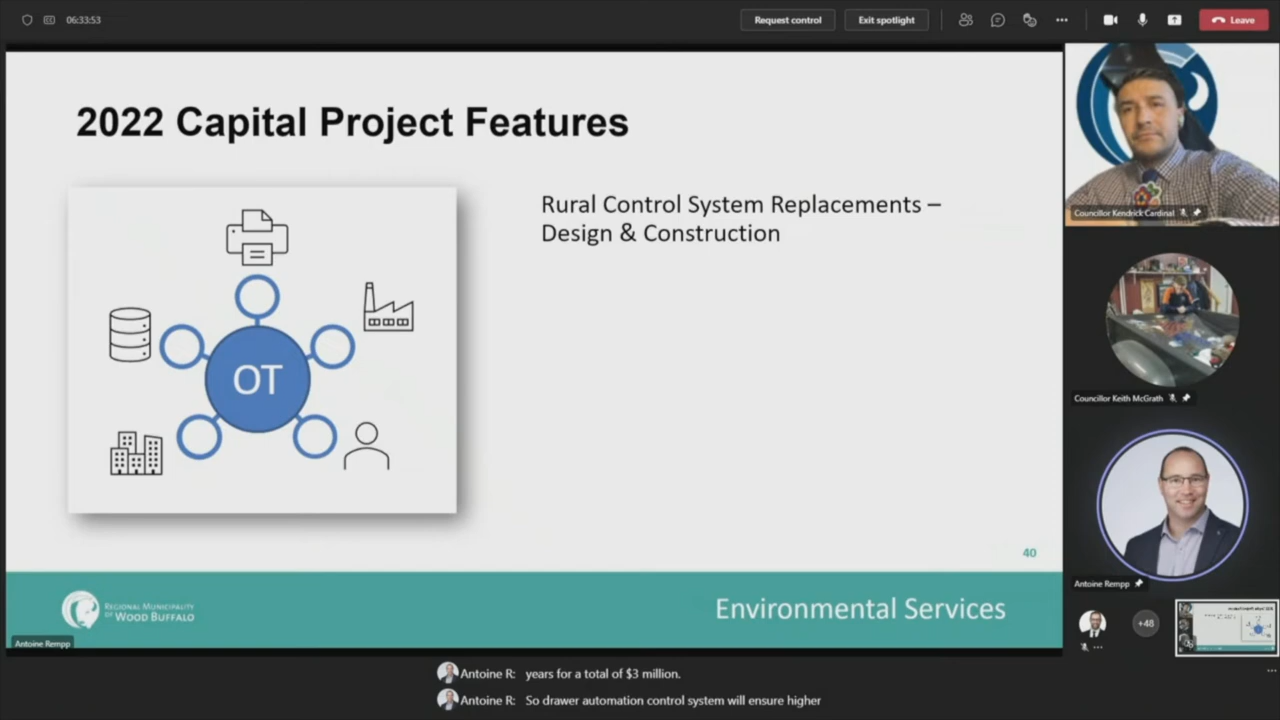 06:33:53
Request control
Exit spotlight
Leave
2022 Capital Project Features
Rural Control System Replacements –
Design & Construction
OT
40
REGIONAL MUNICIPALITY
OF WOOD BUFFALO
Environmental Services
Antoine Rempp
Councillor Kendrick Cardinal
Councillor Keith McGrath
Antoine Rempp
+48
Antoine R: years for a total of $3 million.
Antoine R: So drawer automation control system will ensure higher